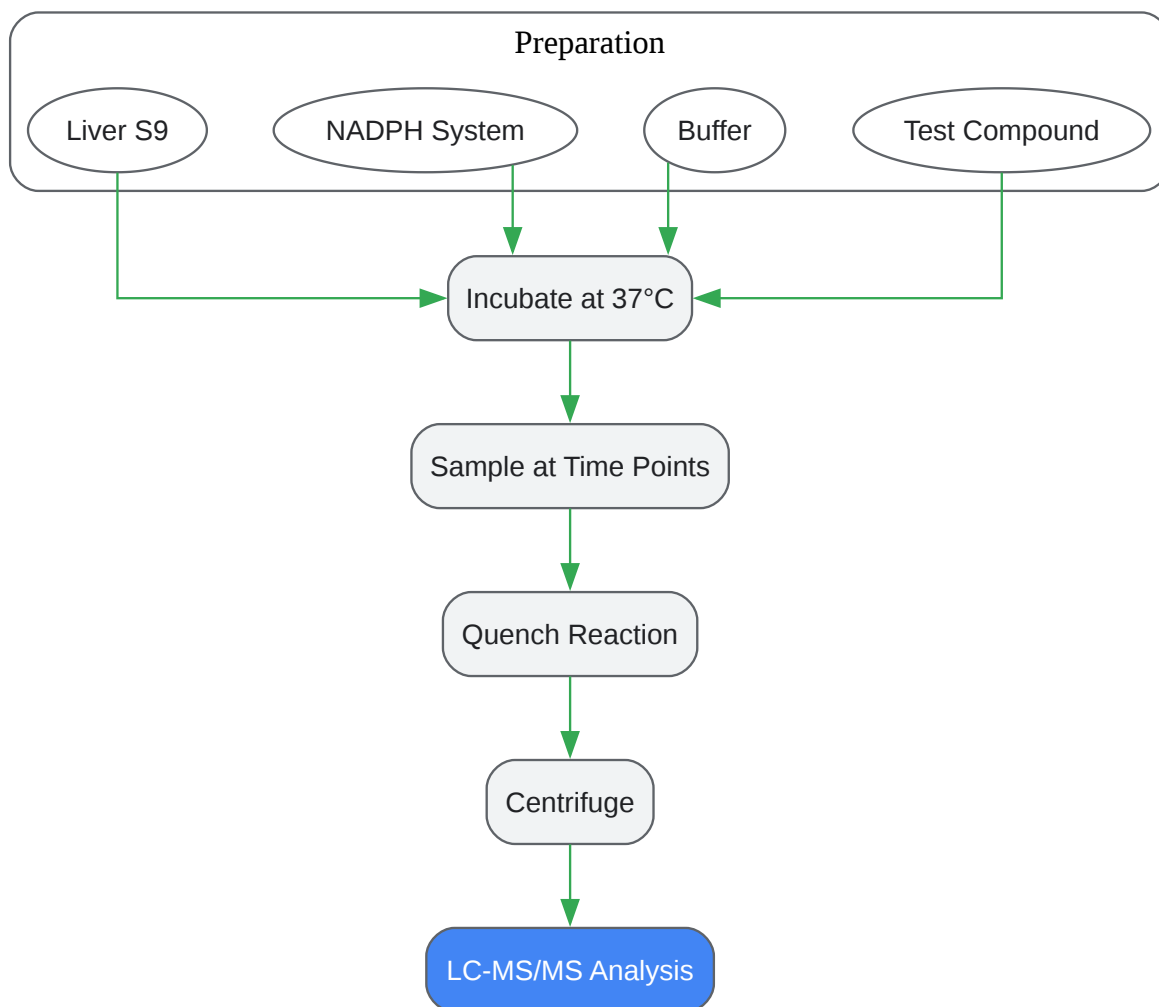 Preparation
Liver S9
NADPH System
Buffer
Test Compound
Incubate at 37°C
Sample at Time Points
Quench Reaction
Centrifuge
LC-MS/MS Analysis